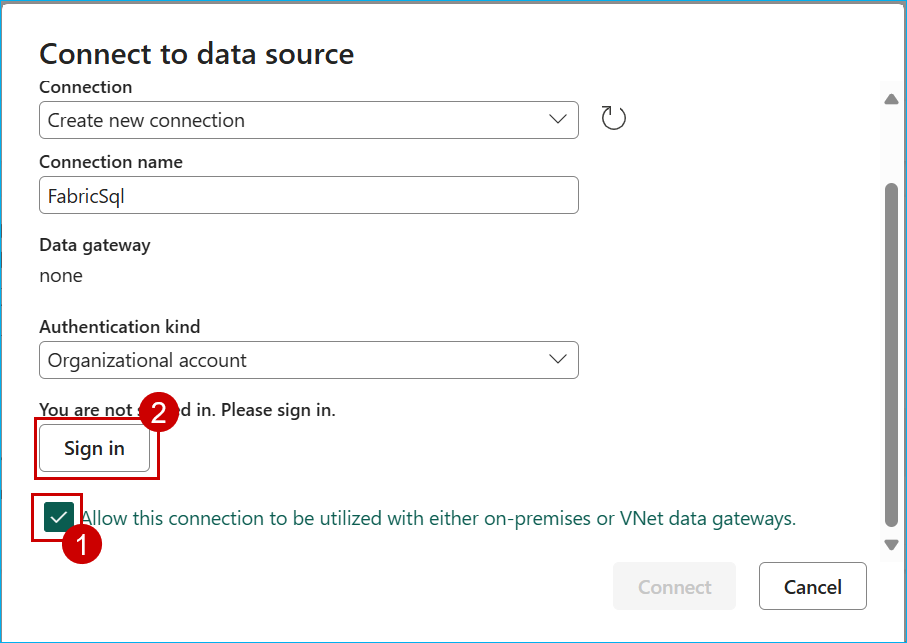 Connect to data source
Connection
Create new connection
Connection name
FabricSql
Data gateway
none
Authentication kind
Organizational account
You are not d in. Please sign in.
2
Sign in
Allow this connection to be utilized with either on-premises or VNet data gateways.
1
Connect
Cancel